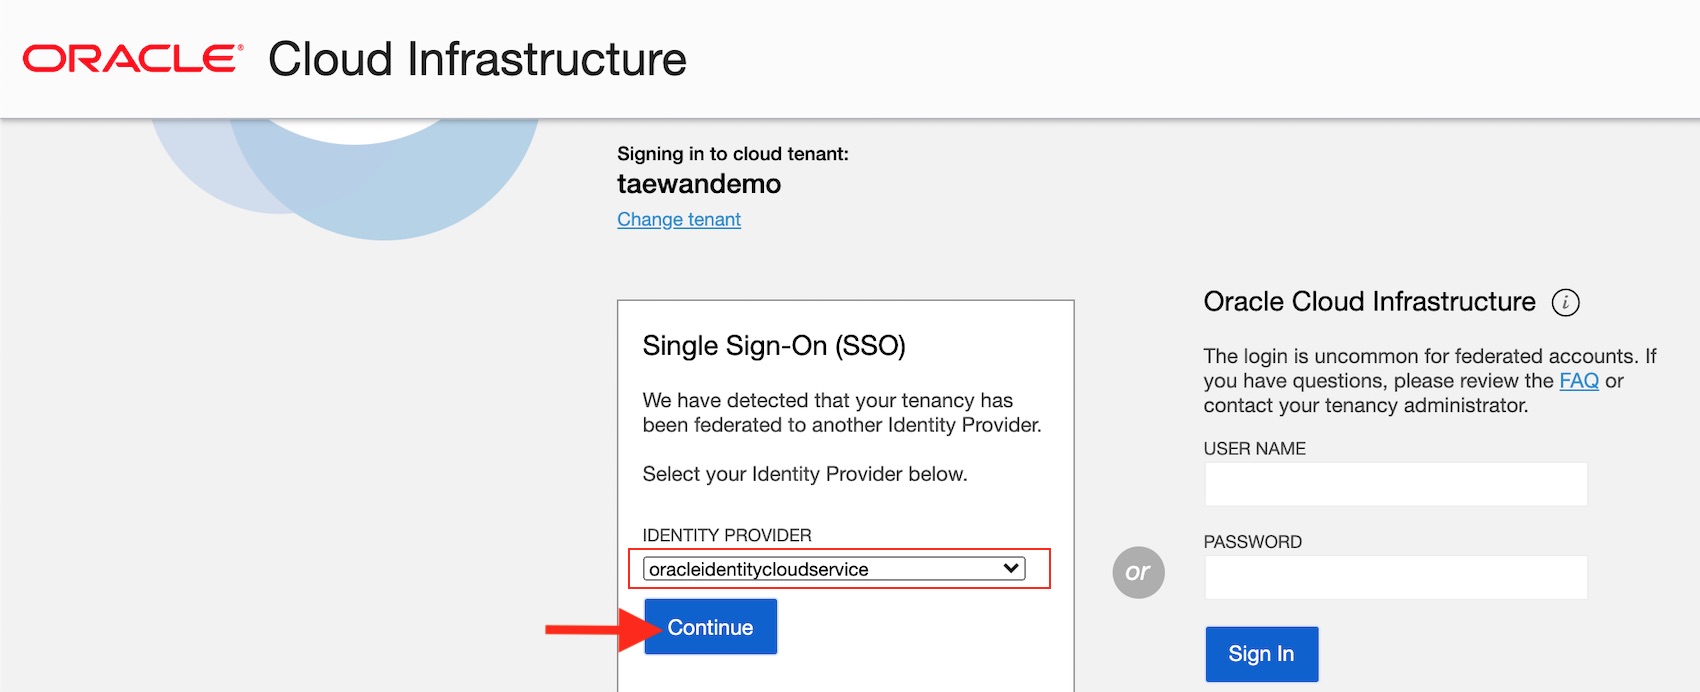 ORACLE® Cloud Infrastructure
Signing in to cloud tenant:
taewandemo
Change tenant
Single Sign-On (SSO)
We have detected that your tenancy has
been federated to another Identity Provider.
Select your Identity Provider below.
IDENTITY PROVIDER
oracleidentitycloudservice
Continue
or
Oracle Cloud Infrastructure i
The login is uncommon for federated accounts. If
you have questions, please review the FAQ or
contact your tenancy administrator.
USER NAME
PASSWORD
Sign In